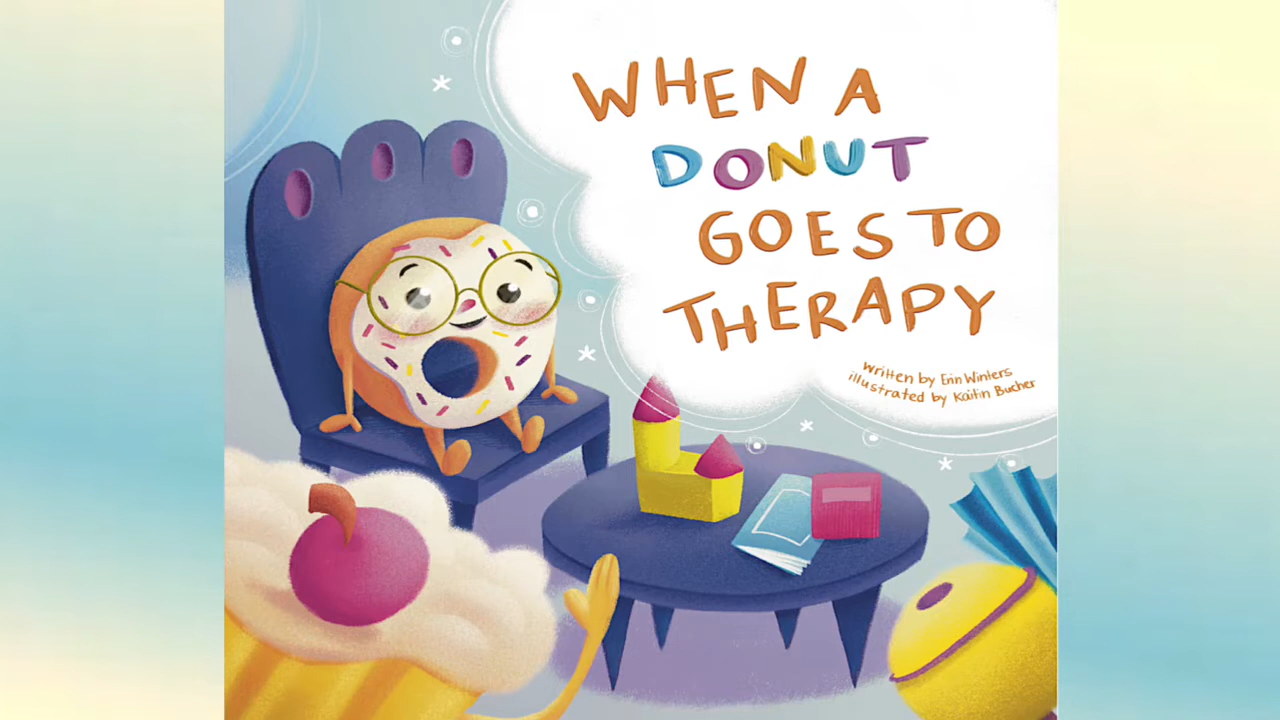 WHEN A
DONUT
GOES TO
THERAPY
written by Erin Winters
illustrated by Kaitin Bucher